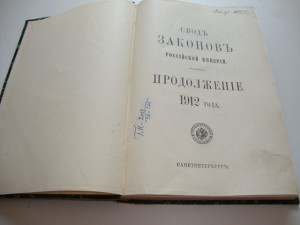 СВОДЪ
ЗАКОНОВЪ
РОССІЙСКОЙ ИМПЕРІИ.
ПРОДОЛЖЕНІЕ
1912 ГОДА.
САНКТПЕТЕРБУРГЪ.